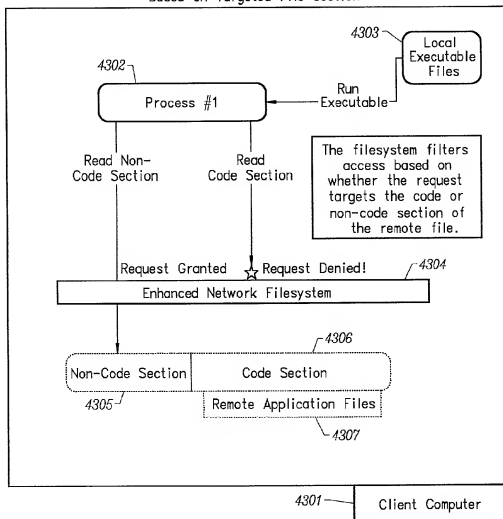 Based on Targeted File Section
4303
Local
Executable
Files
4302
Process #1
Run
Executable
Read Non-
Code Section
Read
Code Section
The filesystem filters
access based on
whether the request
targets the code or
non-code section of
the remote file.
Request Granted
Request Denied!
4304
Enhanced Network Filesystem
4306
Non-Code Section
Code Section
4305
Remote Application Files
4307
4301
Client Computer